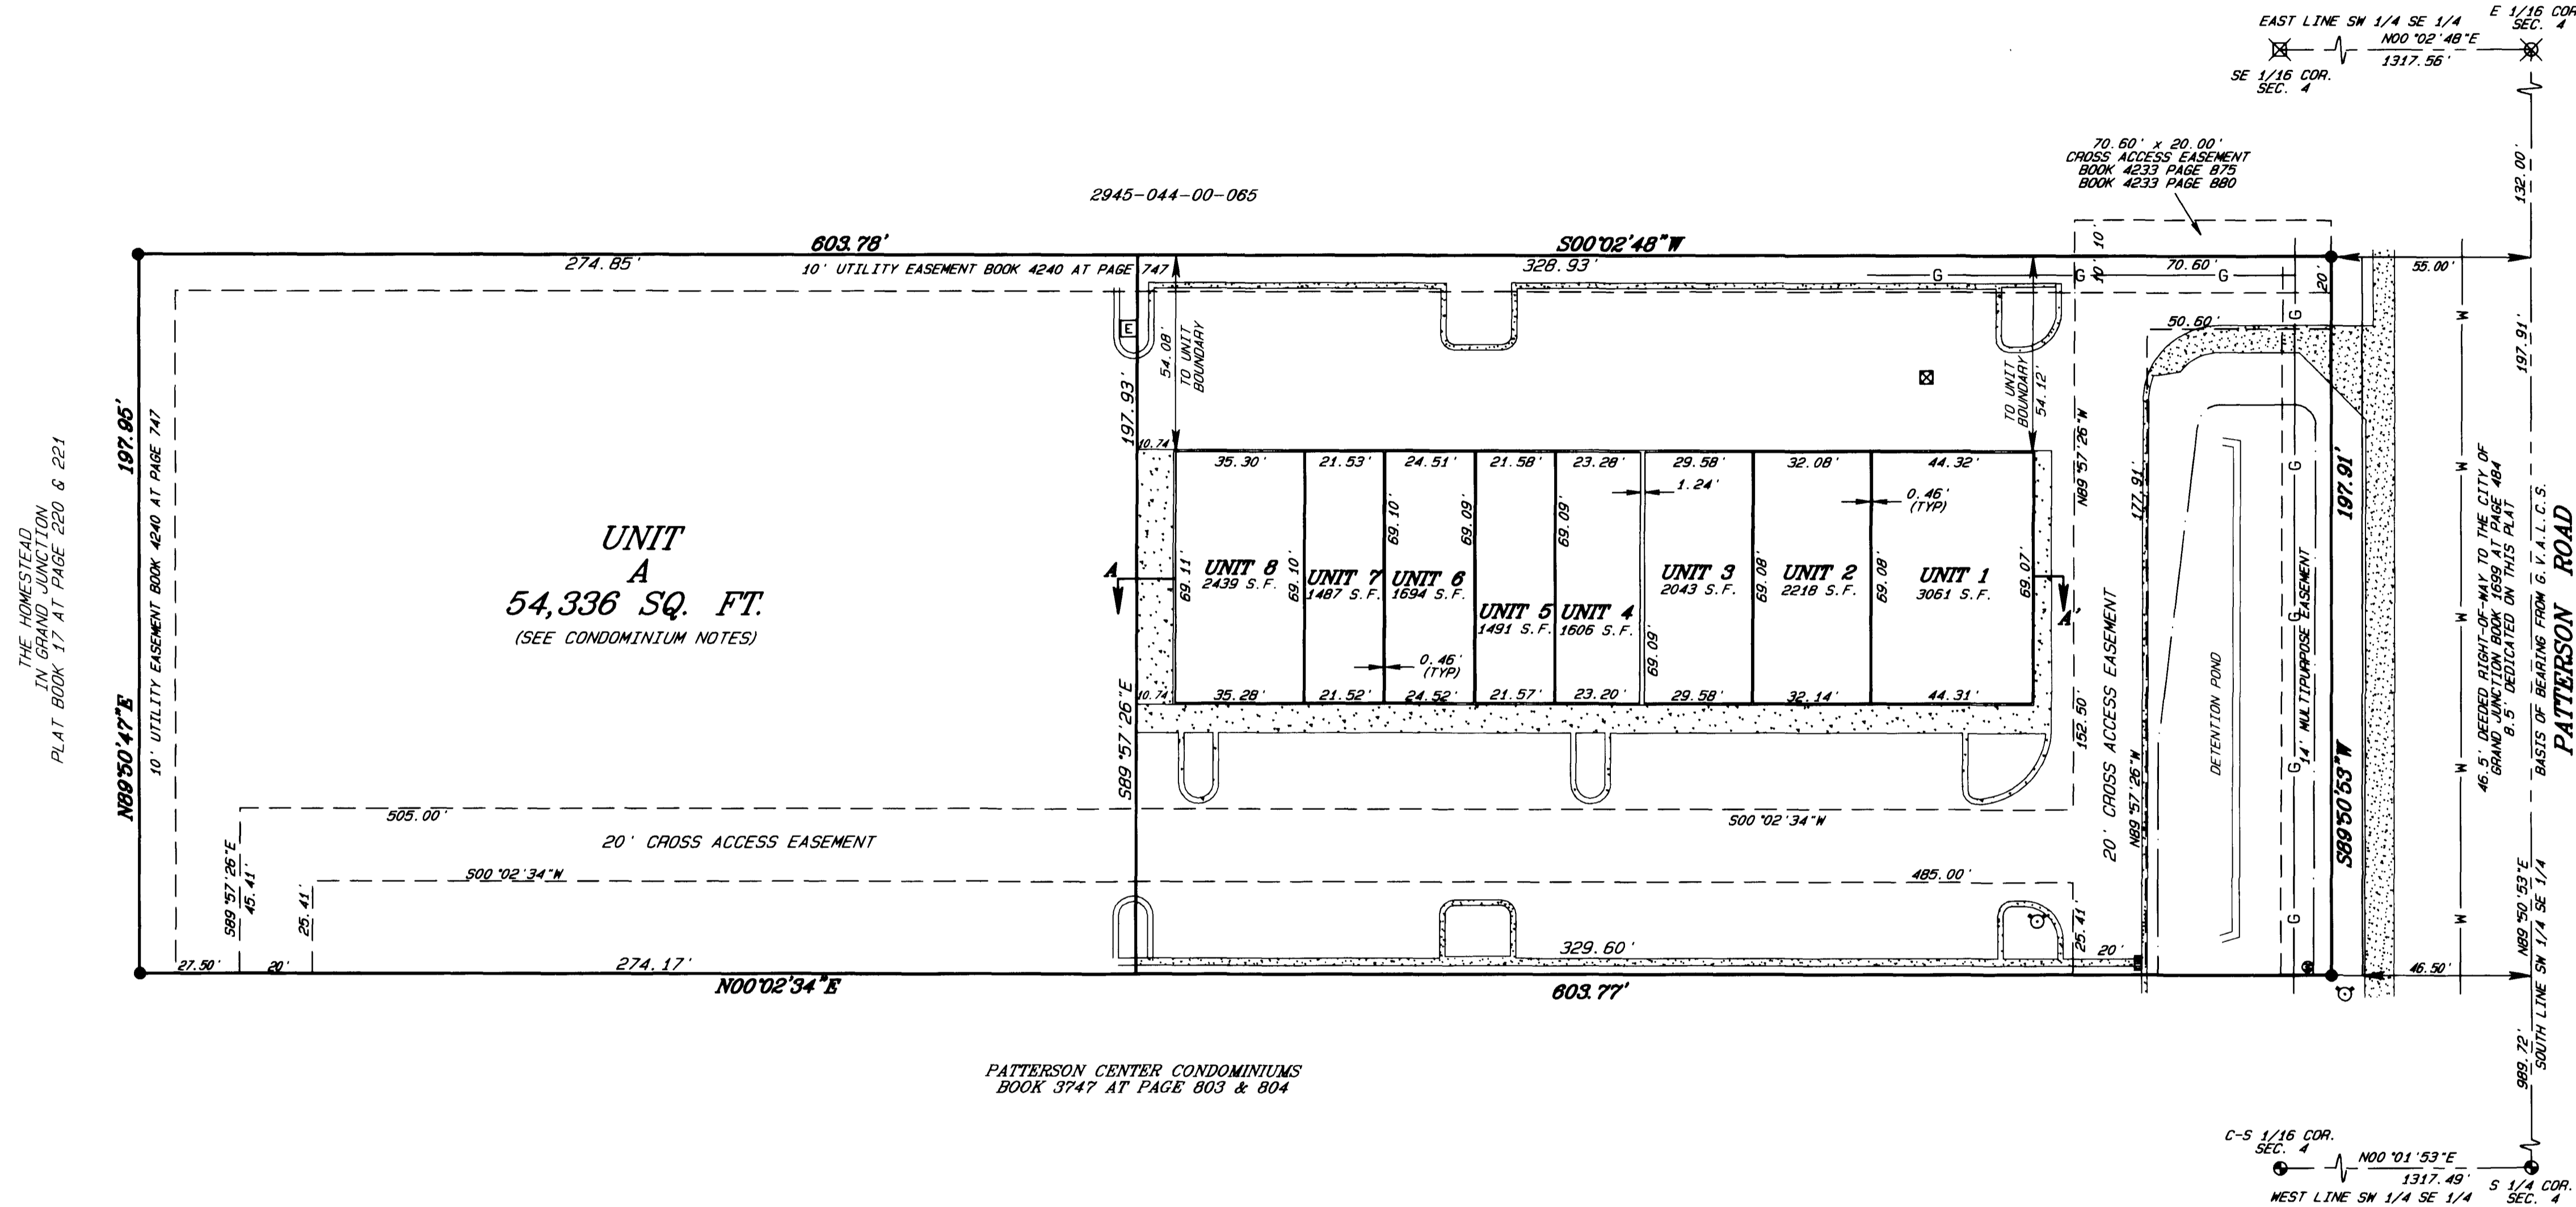 EAST LINE SW 1/4 SE 1/4
E 1/16 COR
SEC. 4
N00°02'48"E
1317.56'
SE 1/16 COR.
SEC. 4
132.00'
70.60' x 20.00'
CROSS ACCESS EASEMENT
BOOK 4233 PAGE 875
BOOK 4233 PAGE 880
2945-044-00-065
603.78'
S00°02'48"W
274.85'
10' UTILITY EASEMENT BOOK 4240 AT PAGE 747
328.93'
G
G
10'
10'
70.60'
G
20'
55.00'
E
54.08'
TO UNIT
BOUNDARY
TO UNIT
BOUNDARY
54.12'
50.60'
G
W
197.91'
THE HOMESTEAD
IN GRAND JUNCTION
PLAT BOOK 17 AT PAGE 220 & 221
197.95'
N89°50'47"E
10' UTILITY EASEMENT BOOK 4240 AT PAGE 747
197.93'
S89°57'26"E
10.74'
35.30'
21.53'
24.51'
21.58'
23.28'
29.58'
32.08'
44.32'
1.24'
0.46'
(TYP)
69.11'
69.10'
69.10'
69.09'
69.09'
69.09'
69.08'
69.08'
69.07'
UNIT
A
54,336 SQ. FT.
(SEE CONDOMINIUM NOTES)
A
UNIT 8
2439 S.F.
UNIT 7
1487 S.F.
UNIT 6
1694 S.F.
UNIT 5
1491 S.F.
UNIT 4
1606 S.F.
UNIT 3
2043 S.F.
UNIT 2
2218 S.F.
UNIT 1
3061 S.F.
A'
0.46'
(TYP)
10.74'
35.28'
21.52'
24.52'
21.57'
23.20'
29.58'
32.14'
44.31'
N89°57'26"W
152.50'
20' CROSS ACCESS EASEMENT
177.91'
N89°57'26"W
DETENTION POND
G
G
G
G
14' MULTIPURPOSE EASEMENT
197.91'
S89°50'53"W
W
W
W
W
46.5' DEEDED RIGHT-OF-WAY TO THE CITY OF
GRAND JUNCTION BOOK 1699 AT PAGE 484
8.5' DEDICATED ON THIS PLAT
BASIS OF BEARING FROM G.V.A.L.C.S.
PATTERSON ROAD
505.00'
S00°02'34"W
20' CROSS ACCESS EASEMENT
S00°02'34"W
485.00'
S89°57'26"E
45.41'
25.41'
25.41'
27.50'
20'
274.17'
329.60'
20'
46.50'
N00°02'34"E
603.77'
N89°50'53"E
SOUTH LINE SW 1/4 SE 1/4
989.72'
PATTERSON CENTER CONDOMINIUMS
BOOK 3747 AT PAGE 803 & 804
C-S 1/16 COR.
SEC. 4
N00°01'53"E
1317.49'
WEST LINE SW 1/4 SE 1/4
S 1/4 COR.
SEC. 4